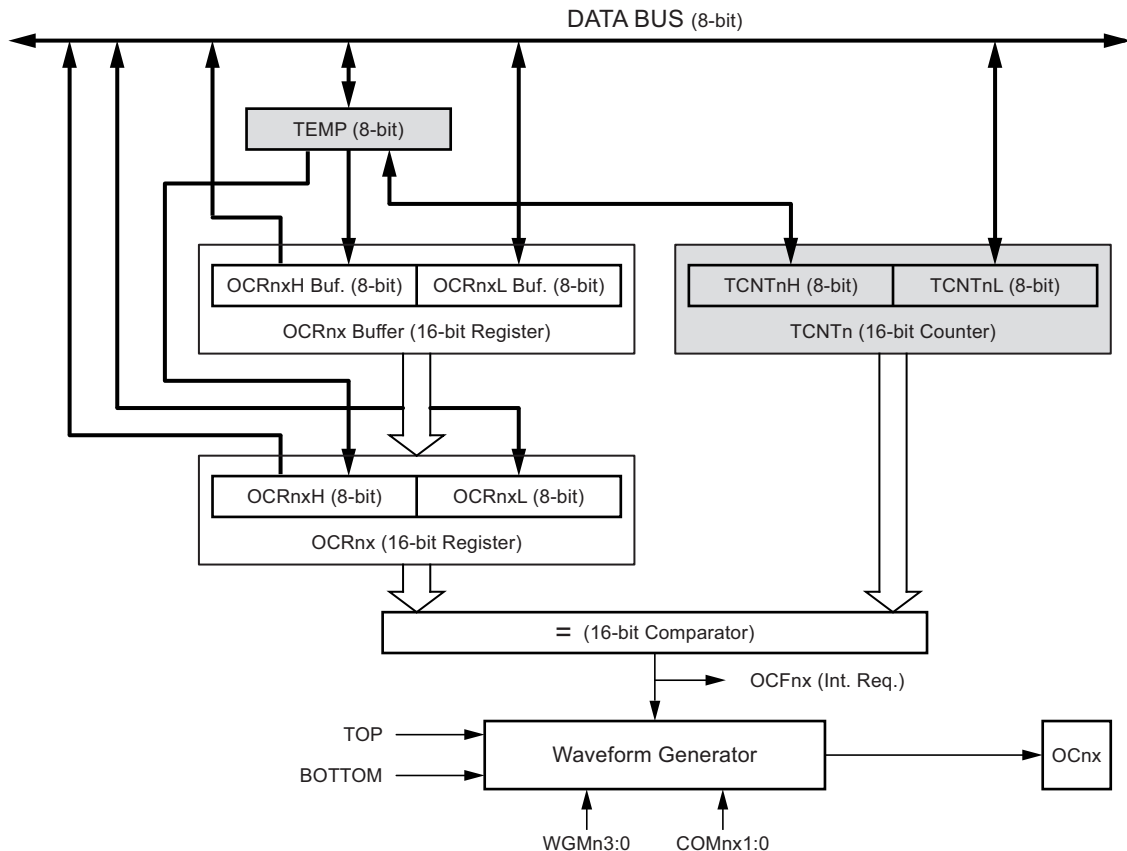 DATA BUS (8-bit)
TEMP (8-bit)
OCRnxH Buf. (8-bit)
OCRnxL Buf. (8-bit)
TCNTnH (8-bit)
TCNTnL (8-bit)
OCRnx Buffer (16-bit Register)
TCNTn (16-bit Counter)
OCRnxH (8-bit)
OCRnxL (8-bit)
OCRnx (16-bit Register)
= (16-bit Comparator)
OCFnx (Int. Req.)
TOP
BOTTOM
Waveform Generator
OCnx
WGMn3:0
COMnx1:0